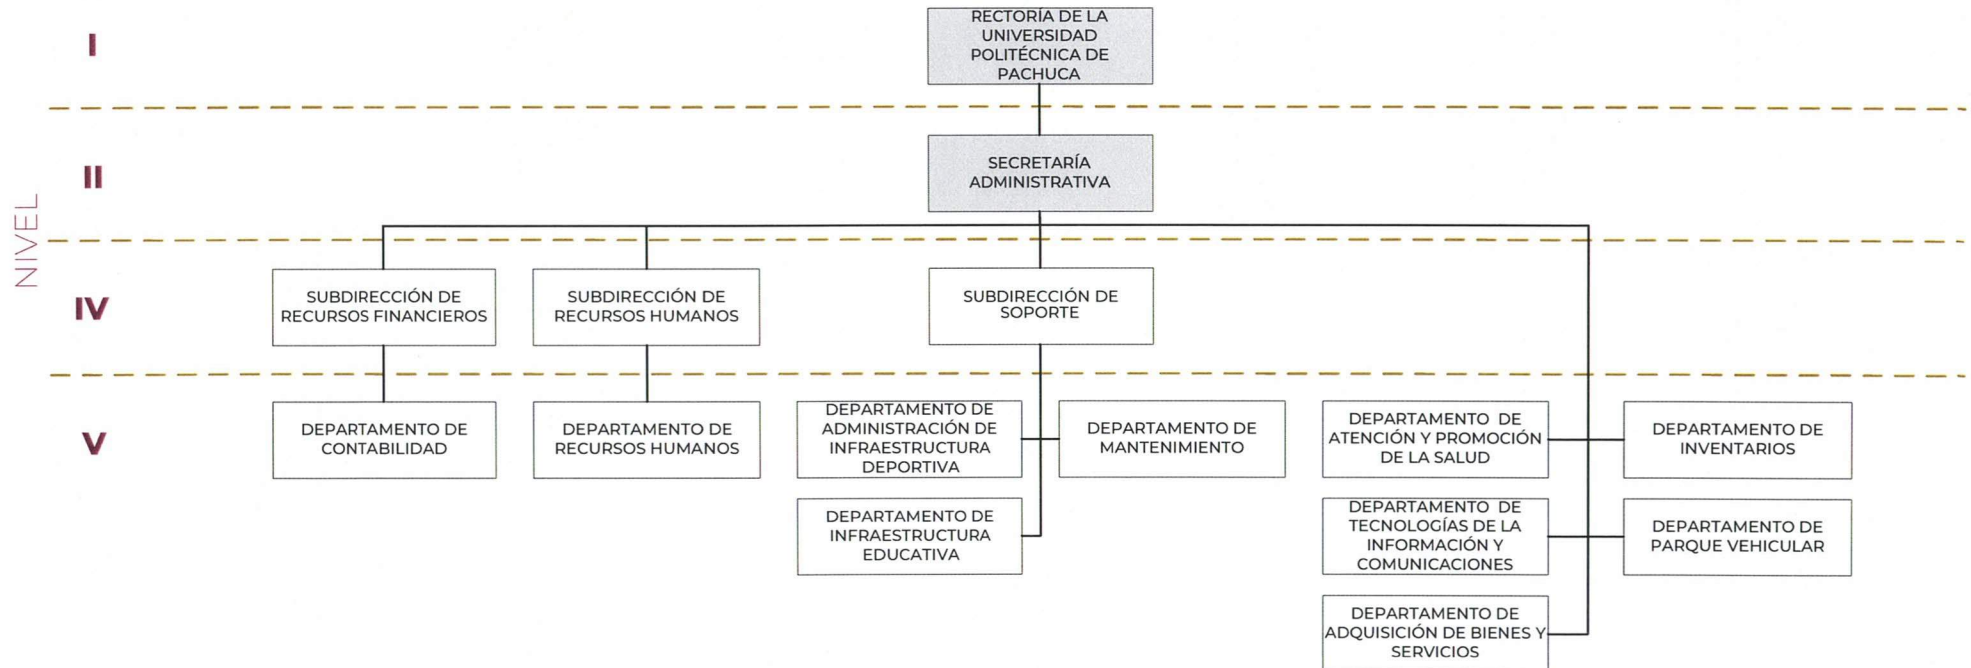 I
RECTORÍA DE LA
UNIVERSIDAD
POLITÉCNICA DE
PACHUCA
NIVEL
II
SECRETARÍA
ADMINISTRATIVA
IV
SUBDIRECCIÓN DE
RECURSOS FINANCIEROS
SUBDIRECCIÓN DE
RECURSOS HUMANOS
SUBDIRECCIÓN DE
SOPORTE
V
DEPARTAMENTO DE
CONTABILIDAD
DEPARTAMENTO DE
RECURSOS HUMANOS
DEPARTAMENTO DE
ADMINISTRACIÓN DE
INFRAESTRUCTURA
DEPORTIVA
DEPARTAMENTO DE
MANTENIMIENTO
DEPARTAMENTO DE
ATENCIÓN Y PROMOCIÓN
DE LA SALUD
DEPARTAMENTO DE
INVENTARIOS
DEPARTAMENTO DE
INFRAESTRUCTURA
EDUCATIVA
DEPARTAMENTO DE
TECNOLOGÍAS DE LA
INFORMACIÓN Y
COMUNICACIONES
DEPARTAMENTO DE
PARQUE VEHICULAR
DEPARTAMENTO DE
ADQUISICIÓN DE BIENES Y
SERVICIOS